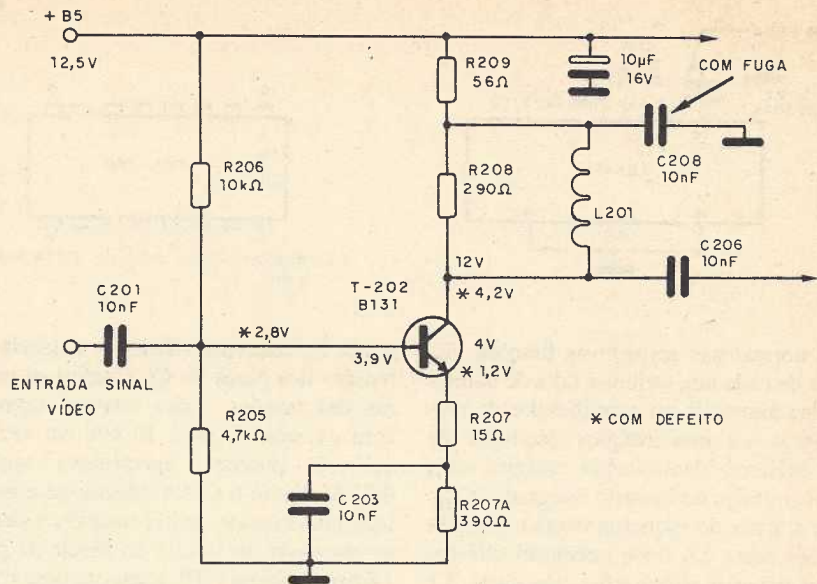 + B5
12,5V
R209
56Ω
10µF
16V
COM FUGA
R206
10kΩ
R208
290Ω
C208
10nF
L201
C206
10nF
12V
* 4,2V
T-202
B131
C201
10nF
* 2,8V
3,9V
4V
* 1,2V
ENTRADA SINAL
VÍDEO
R205
4,7kΩ
R207
15Ω
* COM DEFEITO
C203
10nF
R207A
390Ω